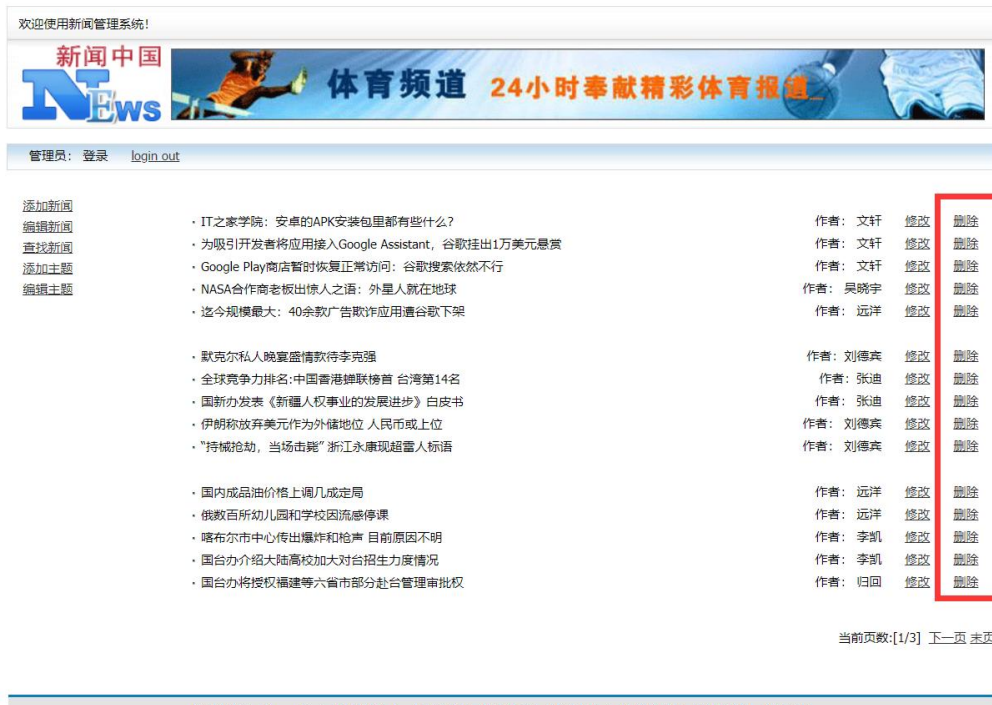 欢迎使用新闻管理系统!
新闻中国
NEws
体育频道 24小时奉献精彩体育报道_
管理员: 登录 login out
添加新闻
编辑新闻
查找新闻
添加主题
编辑主题
· IT之家学院:安卓的APK安装包里都有些什么? 作者: 文轩 修改 删除
· 为吸引开发者将应用接入Google Assistant,谷歌挂出1万美元悬赏 作者: 文轩 修改 删除
· Google Play商店暂时恢复正常访问:谷歌搜索依然不行 作者: 文轩 修改 删除
· NASA合作商老板出惊人之语:外星人就在地球 作者: 吴晓宇 修改 删除
· 迄今规模最大:40余款广告欺诈应用遭谷歌下架 作者: 远洋 修改 删除
· 默克尔私人晚宴盛情款待李克强 作者: 刘德宾 修改 删除
· 全球竞争力排名:中国香港蝉联榜首 台湾第14名 作者: 张迪 修改 删除
· 国新办发表《新疆人权事业的发展进步》白皮书 作者: 张迪 修改 删除
· 伊朗称放弃美元作为外储地位 人民币或上位 作者: 刘德宾 修改 删除
· “持械抢劫,当场击毙” 浙江永康现超雷人标语 作者: 刘德宾 修改 删除
· 国内成品油价格上调几成定局 作者: 远洋 修改 删除
· 俄数百所幼儿园和学校因流感停课 作者: 远洋 修改 删除
· 喀布尔市中心传出爆炸和枪声 目前原因不明 作者: 李凯 修改 删除
· 国台办介绍大陆高校加大对台招生力度情况 作者: 李凯 修改 删除
· 国台办将授权福建等六省市部分赴台管理审批权 作者: 归回 修改 删除
当前页数:[1/3] 下一页 末页